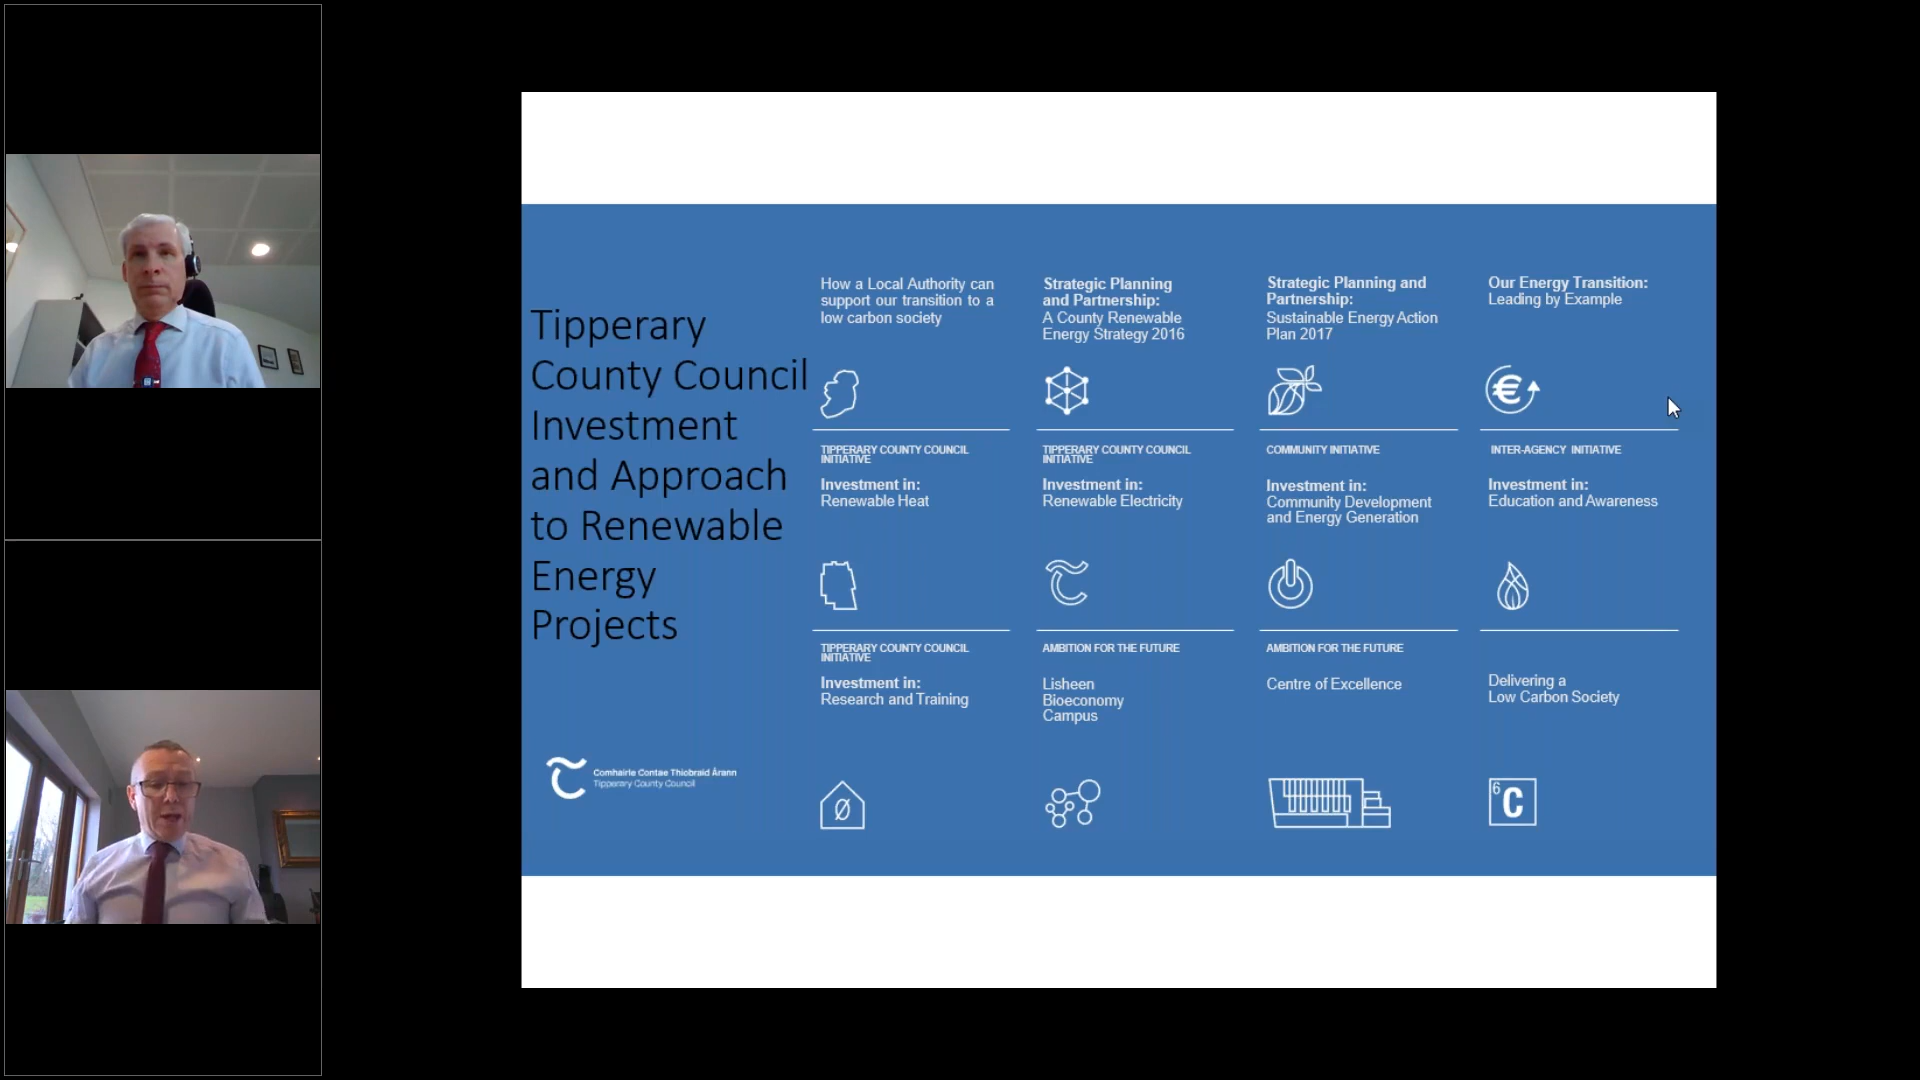 Tipperary
County Council
Investment
and Approach
to Renewable
Energy
Projects
Comhairle Contae Thiobraid Árann
Tipperary County Council
How a Local Authority can
support our transition to a
low carbon society
Strategic Planning
and Partnership:
A County Renewable
Energy Strategy 2016
Strategic Planning and
Partnership:
Sustainable Energy Action
Plan 2017
Our Energy Transition:
Leading by Example
TIPPERARY COUNTY COUNCIL
INITIATIVE
Investment in:
Renewable Heat
TIPPERARY COUNTY COUNCIL
INITIATIVE
Investment in:
Renewable Electricity
COMMUNITY INITIATIVE
Investment in:
Community Development
and Energy Generation
INTER-AGENCY INITIATIVE
Investment in:
Education and Awareness
TIPPERARY COUNTY COUNCIL
INITIATIVE
Investment in:
Research and Training
AMBITION FOR THE FUTURE
Lisheen
Bioeconomy
Campus
AMBITION FOR THE FUTURE
Centre of Excellence
Delivering a
Low Carbon Society
6
C